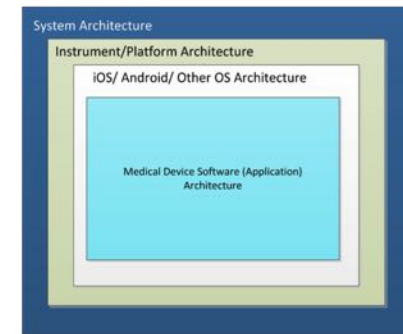 System Architecture
Instrument/Platform Architecture
iOS/ Android/ Other OS Architecture
Medical Device Software (Application)
Architecture